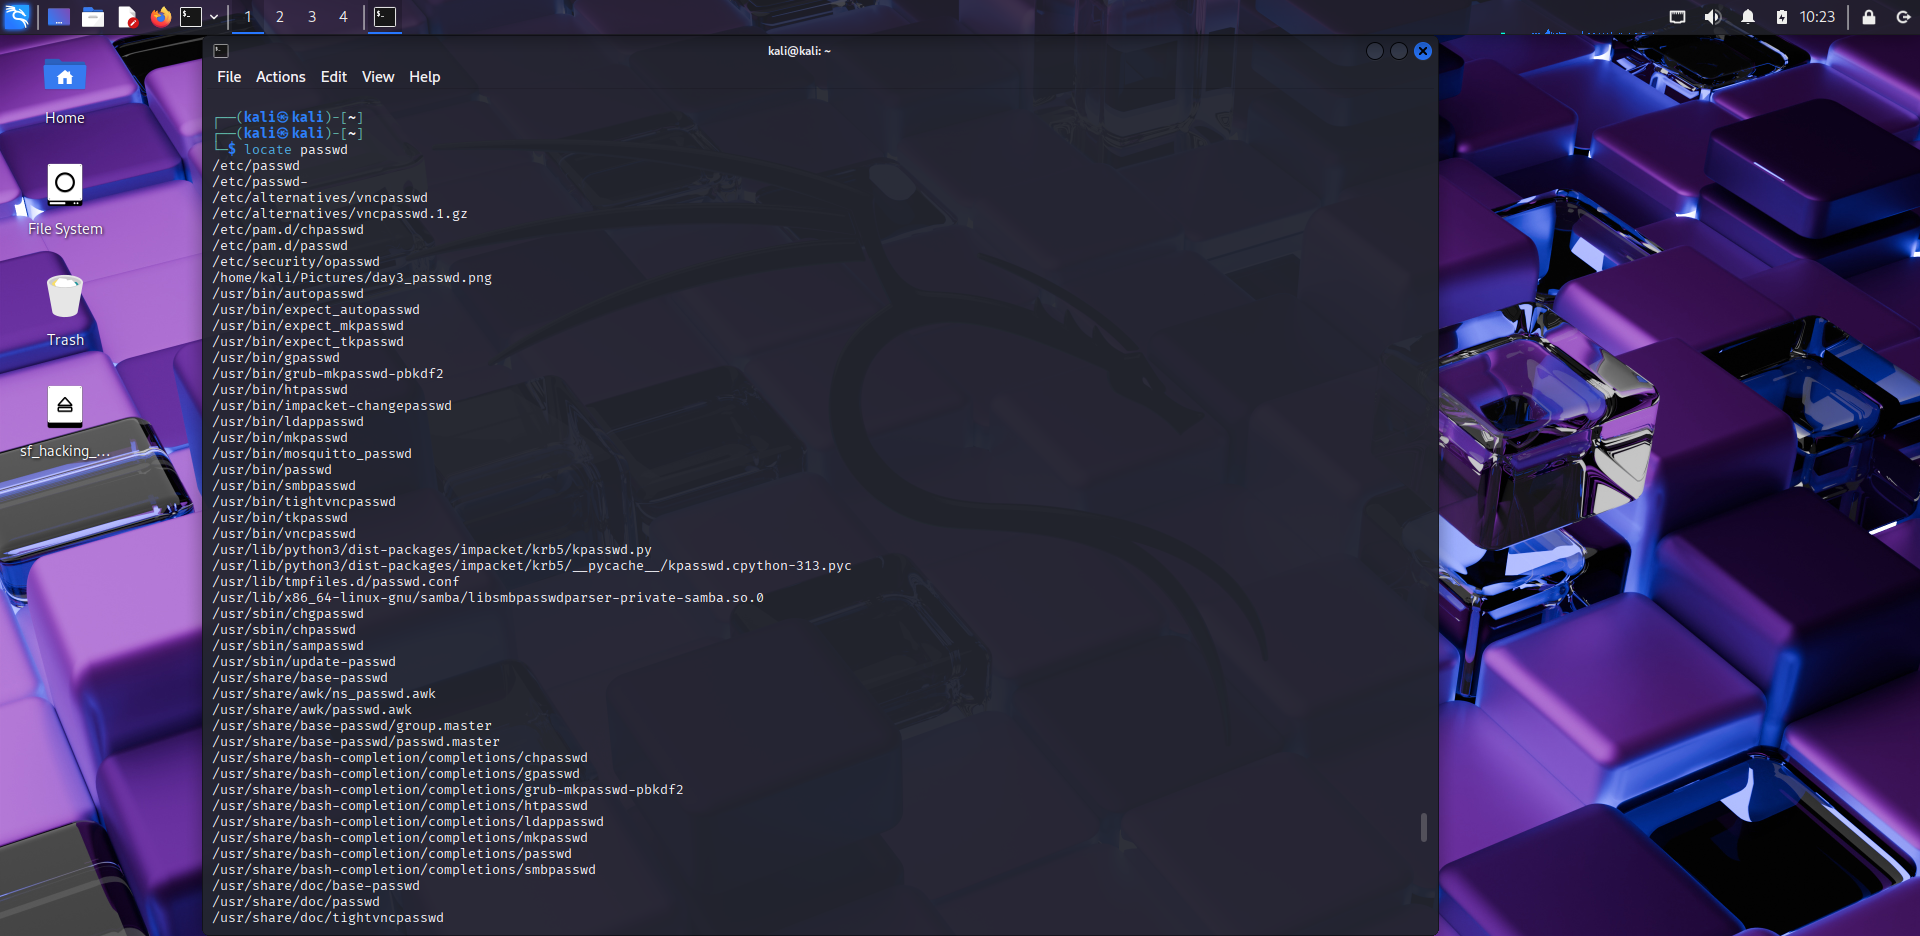 1 2 3 4 10:23
kali@kali: ~
File Actions Edit View Help
Home
File System
Trash
sf_hacking_...
┌──(kali㉿kali)-[~]
┌──(kali㉿kali)-[~]
└─$ locate passwd
/etc/passwd
/etc/passwd-
/etc/alternatives/vncpasswd
/etc/alternatives/vncpasswd.1.gz
/etc/pam.d/chpasswd
/etc/pam.d/passwd
/etc/security/opasswd
/home/kali/Pictures/day3_passwd.png
/usr/bin/autopasswd
/usr/bin/expect_autopasswd
/usr/bin/expect_mkpasswd
/usr/bin/expect_tkpasswd
/usr/bin/gpasswd
/usr/bin/grub-mkpasswd-pbkdf2
/usr/bin/htpasswd
/usr/bin/impacket-changepasswd
/usr/bin/ldappasswd
/usr/bin/mkpasswd
/usr/bin/mosquitto_passwd
/usr/bin/passwd
/usr/bin/smbpasswd
/usr/bin/tightvncpasswd
/usr/bin/tkpasswd
/usr/bin/vncpasswd
/usr/lib/python3/dist-packages/impacket/krb5/kpasswd.py
/usr/lib/python3/dist-packages/impacket/krb5/__pycache__/kpasswd.cpython-313.pyc
/usr/lib/tmpfiles.d/passwd.conf
/usr/lib/x86_64-linux-gnu/samba/libsmbpasswdparser-private-samba.so.0
/usr/sbin/chgpasswd
/usr/sbin/chpasswd
/usr/sbin/sampasswd
/usr/sbin/update-passwd
/usr/share/base-passwd
/usr/share/awk/ns_passwd.awk
/usr/share/awk/passwd.awk
/usr/share/base-passwd/group.master
/usr/share/base-passwd/passwd.master
/usr/share/bash-completion/completions/chpasswd
/usr/share/bash-completion/completions/gpasswd
/usr/share/bash-completion/completions/grub-mkpasswd-pbkdf2
/usr/share/bash-completion/completions/htpasswd
/usr/share/bash-completion/completions/ldappasswd
/usr/share/bash-completion/completions/mkpasswd
/usr/share/bash-completion/completions/passwd
/usr/share/bash-completion/completions/smbpasswd
/usr/share/doc/base-passwd
/usr/share/doc/passwd
/usr/share/doc/tightvncpasswd